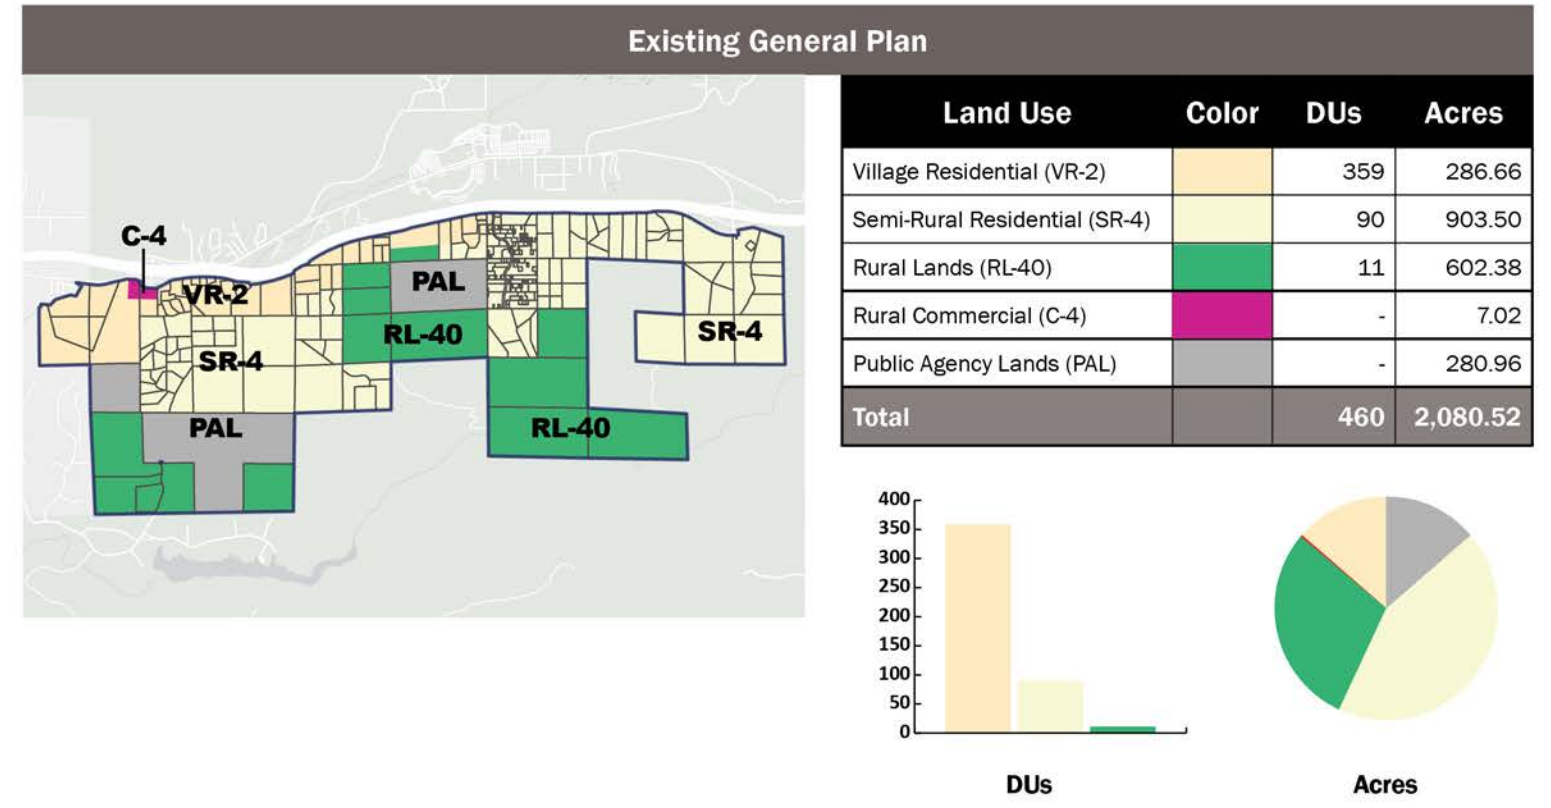 Existing General Plan
C-4
VR-2
PAL
RL-40
SR-4
SR-4
PAL
RL-40
Land Use Color DUs Acres
Village Residential (VR-2) 359 286.66
Semi-Rural Residential (SR-4) 90 903.50
Rural Lands (RL-40) 11 602.38
Rural Commercial (C-4) - 7.02
Public Agency Lands (PAL) - 280.96
Total 460 2,080.52
400
350
300
250
200
150
100
50
0
DUs
Acres